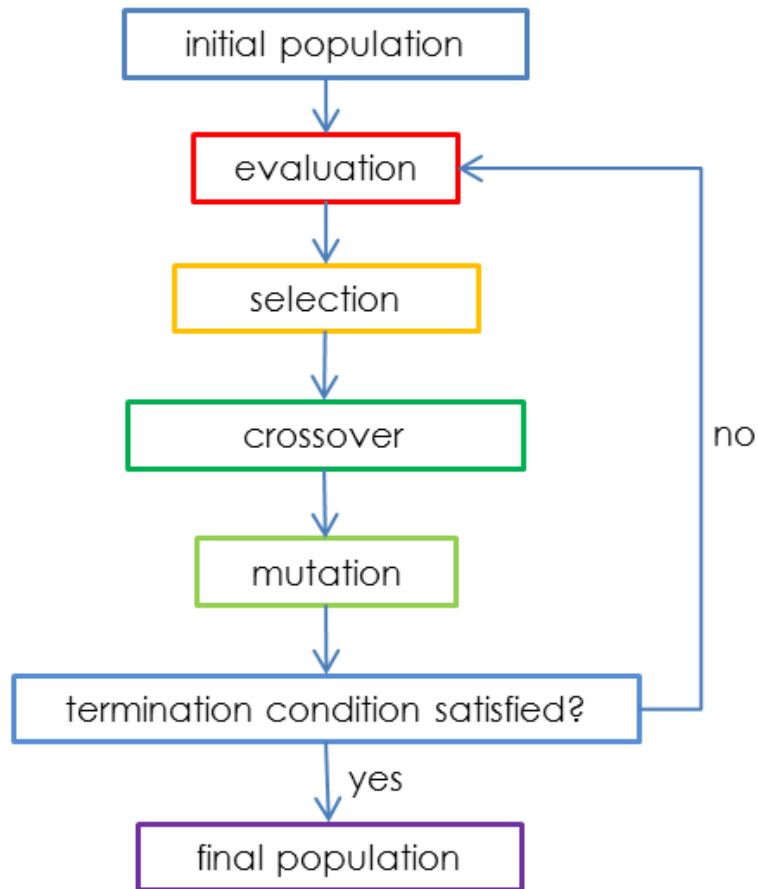 initial population
evaluation
selection
crossover
no
mutation
termination condition satisfied?
yes
final population